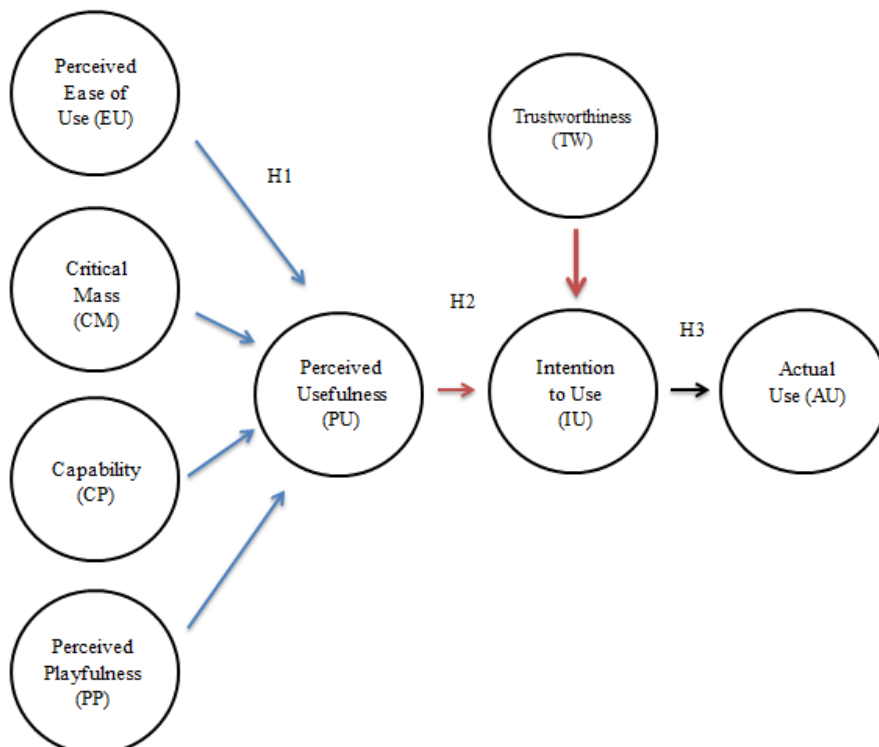 Perceived
Ease of
Use (EU)
H1
Critical
Mass
(CM)
Capability
(CP)
Perceived
Playfulness
(PP)
Perceived
Usefulness
(PU)
H2
Trustworthiness
(TW)
Intention
to Use
(IU)
H3
Actual
Use (AU)